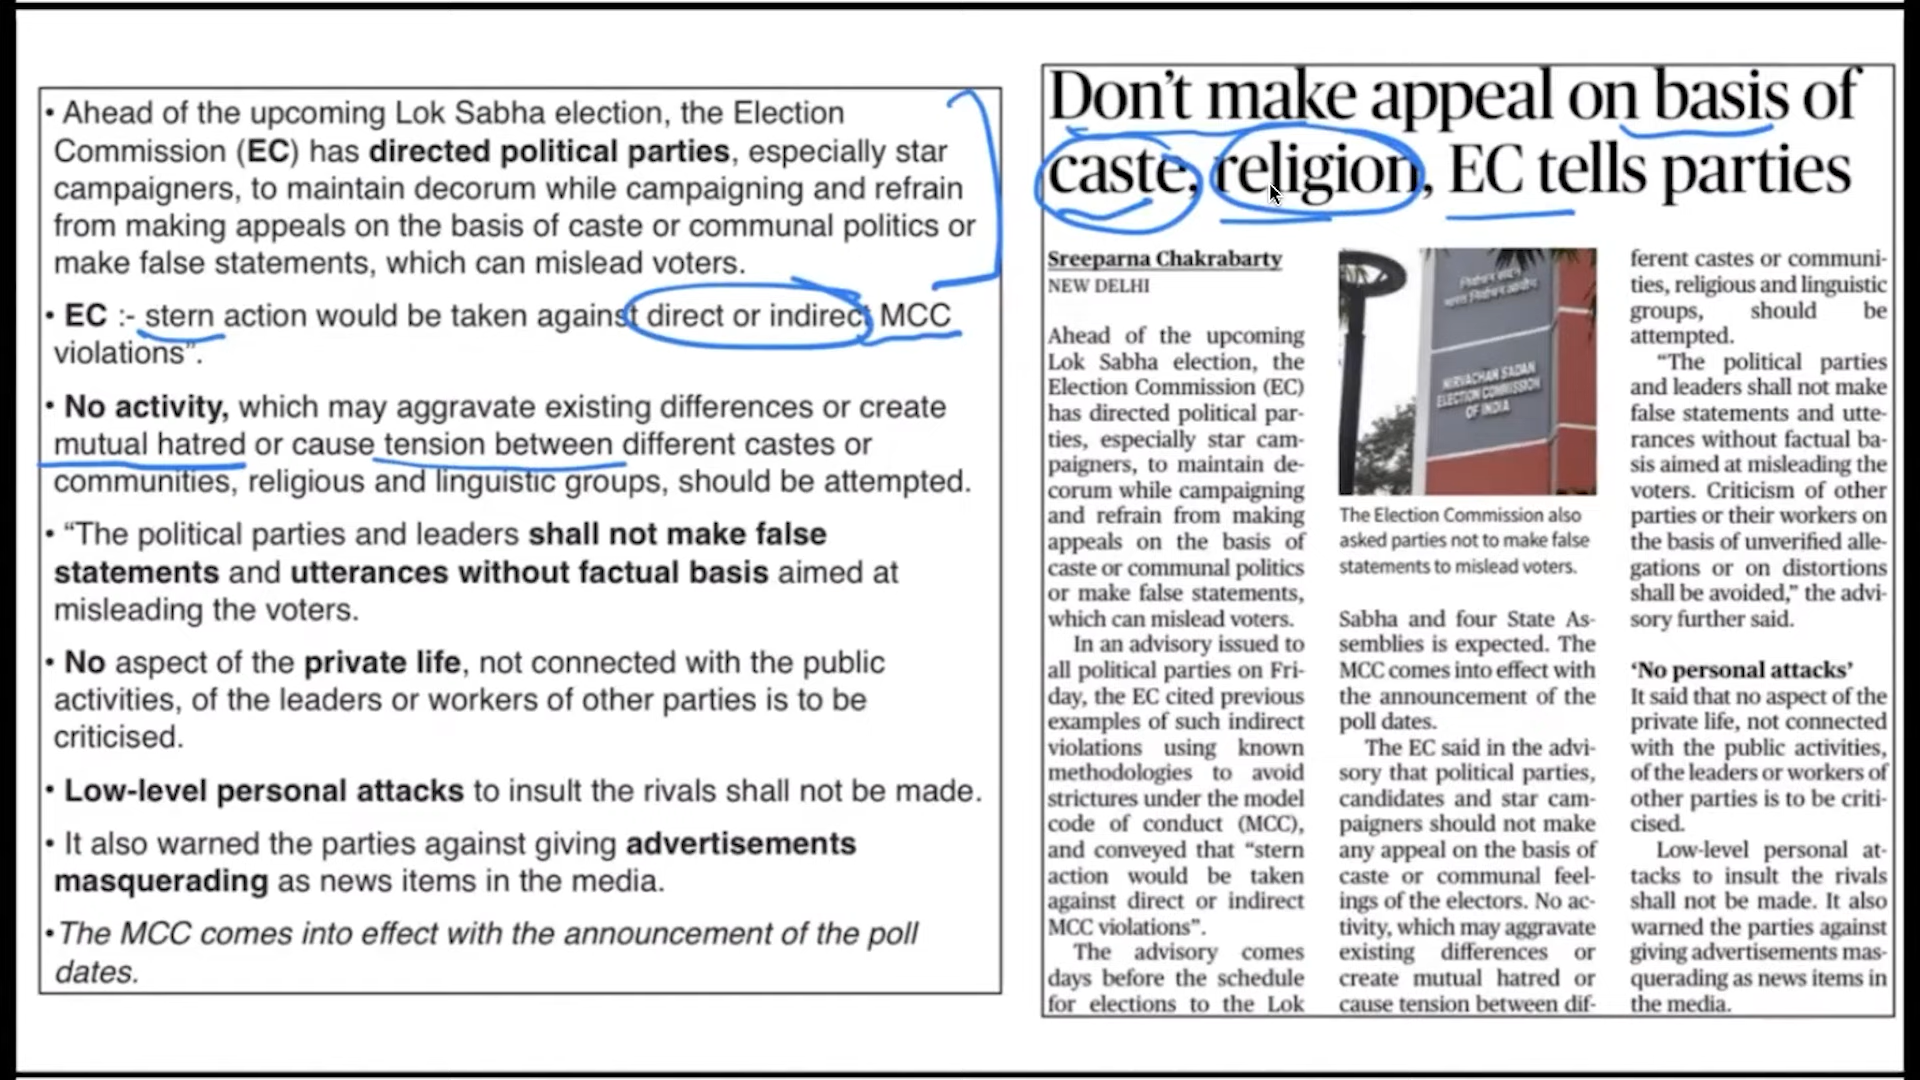 • Ahead of the upcoming Lok Sabha election, the Election
Commission (EC) has directed political parties, especially star
campaigners, to maintain decorum while campaigning and refrain
from making appeals on the basis of caste or communal politics or
make false statements, which can mislead voters.
• EC :- stern action would be taken against direct or indirect MCC
violations”.
• No activity, which may aggravate existing differences or create
mutual hatred or cause tension between different castes or
communities, religious and linguistic groups, should be attempted.
• “The political parties and leaders shall not make false
statements and utterances without factual basis aimed at
misleading the voters.
• No aspect of the private life, not connected with the public
activities, of the leaders or workers of other parties is to be
criticised.
• Low-level personal attacks to insult the rivals shall not be made.
• It also warned the parties against giving advertisements
masquerading as news items in the media.
• The MCC comes into effect with the announcement of the poll
dates.
Don’t make appeal on basis of
caste, religion, EC tells parties
Sreeparna Chakrabarty
NEW DELHI
Ahead of the upcoming
Lok Sabha election, the
Election Commission (EC)
has directed political par-
ties, especially star cam-
paigners, to maintain de-
corum while campaigning
and refrain from making
appeals on the basis of
caste or communal politics
or make false statements,
which can mislead voters.
In an advisory issued to
all political parties on Fri-
day, the EC cited previous
examples of such indirect
violations using known
methodologies to avoid
strictures under the model
code of conduct (MCC),
and conveyed that “stern
action would be taken
against direct or indirect
MCC violations”.
The advisory comes
days before the schedule
for elections to the Lok
निर्वाचन सदन
भारत निर्वाचन आयोग
NIRVACHAN SADAN
ELECTION COMMISSION
OF INDIA
The Election Commission also
asked parties not to make false
statements to mislead voters.
Sabha and four State As-
semblies is expected. The
MCC comes into effect with
the announcement of the
poll dates.
The EC said in the advi-
sory that political parties,
candidates and star cam-
paigners should not make
any appeal on the basis of
caste or communal feel-
ings of the electors. No ac-
tivity, which may aggravate
existing differences or
create mutual hatred or
cause tension between dif-
ferent castes or communi-
ties, religious and linguistic
groups, should be
attempted.
“The political parties
and leaders shall not make
false statements and utte-
rances without factual ba-
sis aimed at misleading the
voters. Criticism of other
parties or their workers on
the basis of unverified alle-
gations or on distortions
shall be avoided,” the advi-
sory further said.
‘No personal attacks’
It said that no aspect of the
private life, not connected
with the public activities,
of the leaders or workers of
other parties is to be criti-
cised.
Low-level personal at-
tacks to insult the rivals
shall not be made. It also
warned the parties against
giving advertisements mas-
querading as news items in
the media.